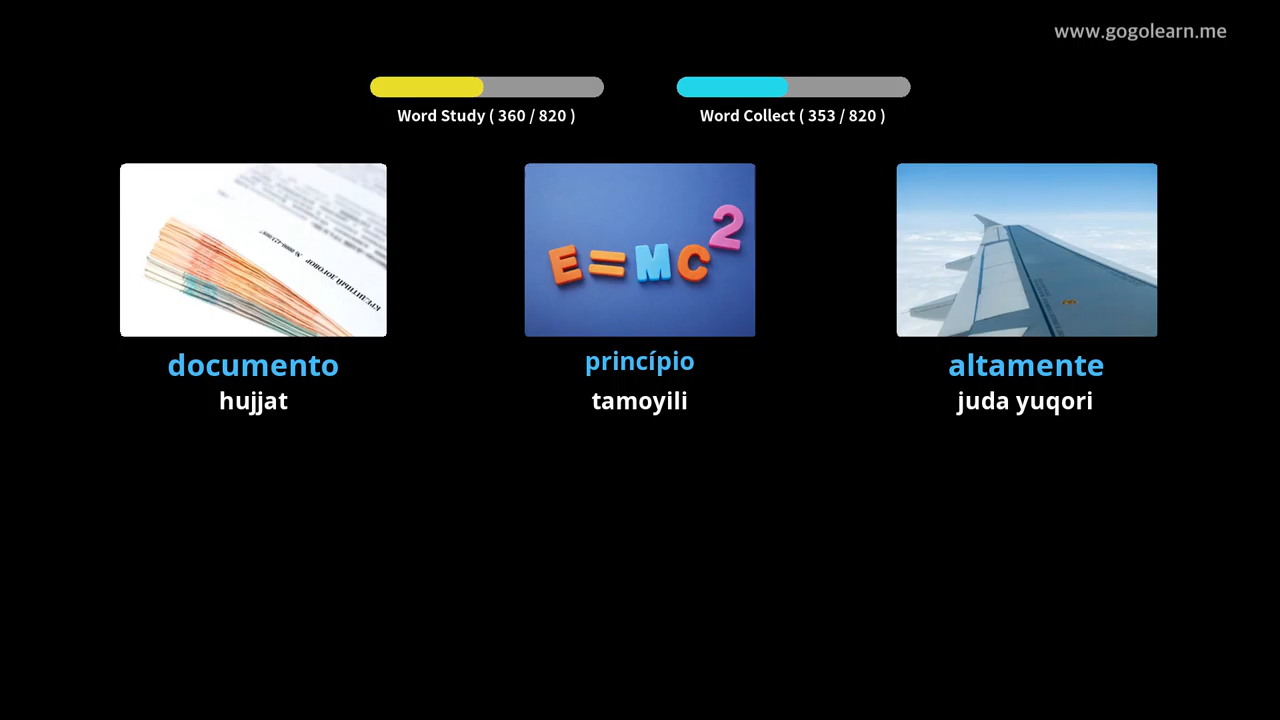 www.gogolearn.me
Word Study ( 360 / 820 )
Word Collect ( 353 / 820 )
E=MC2
documento
princípio
altamente
hujjat
tamoyili
juda yuqori